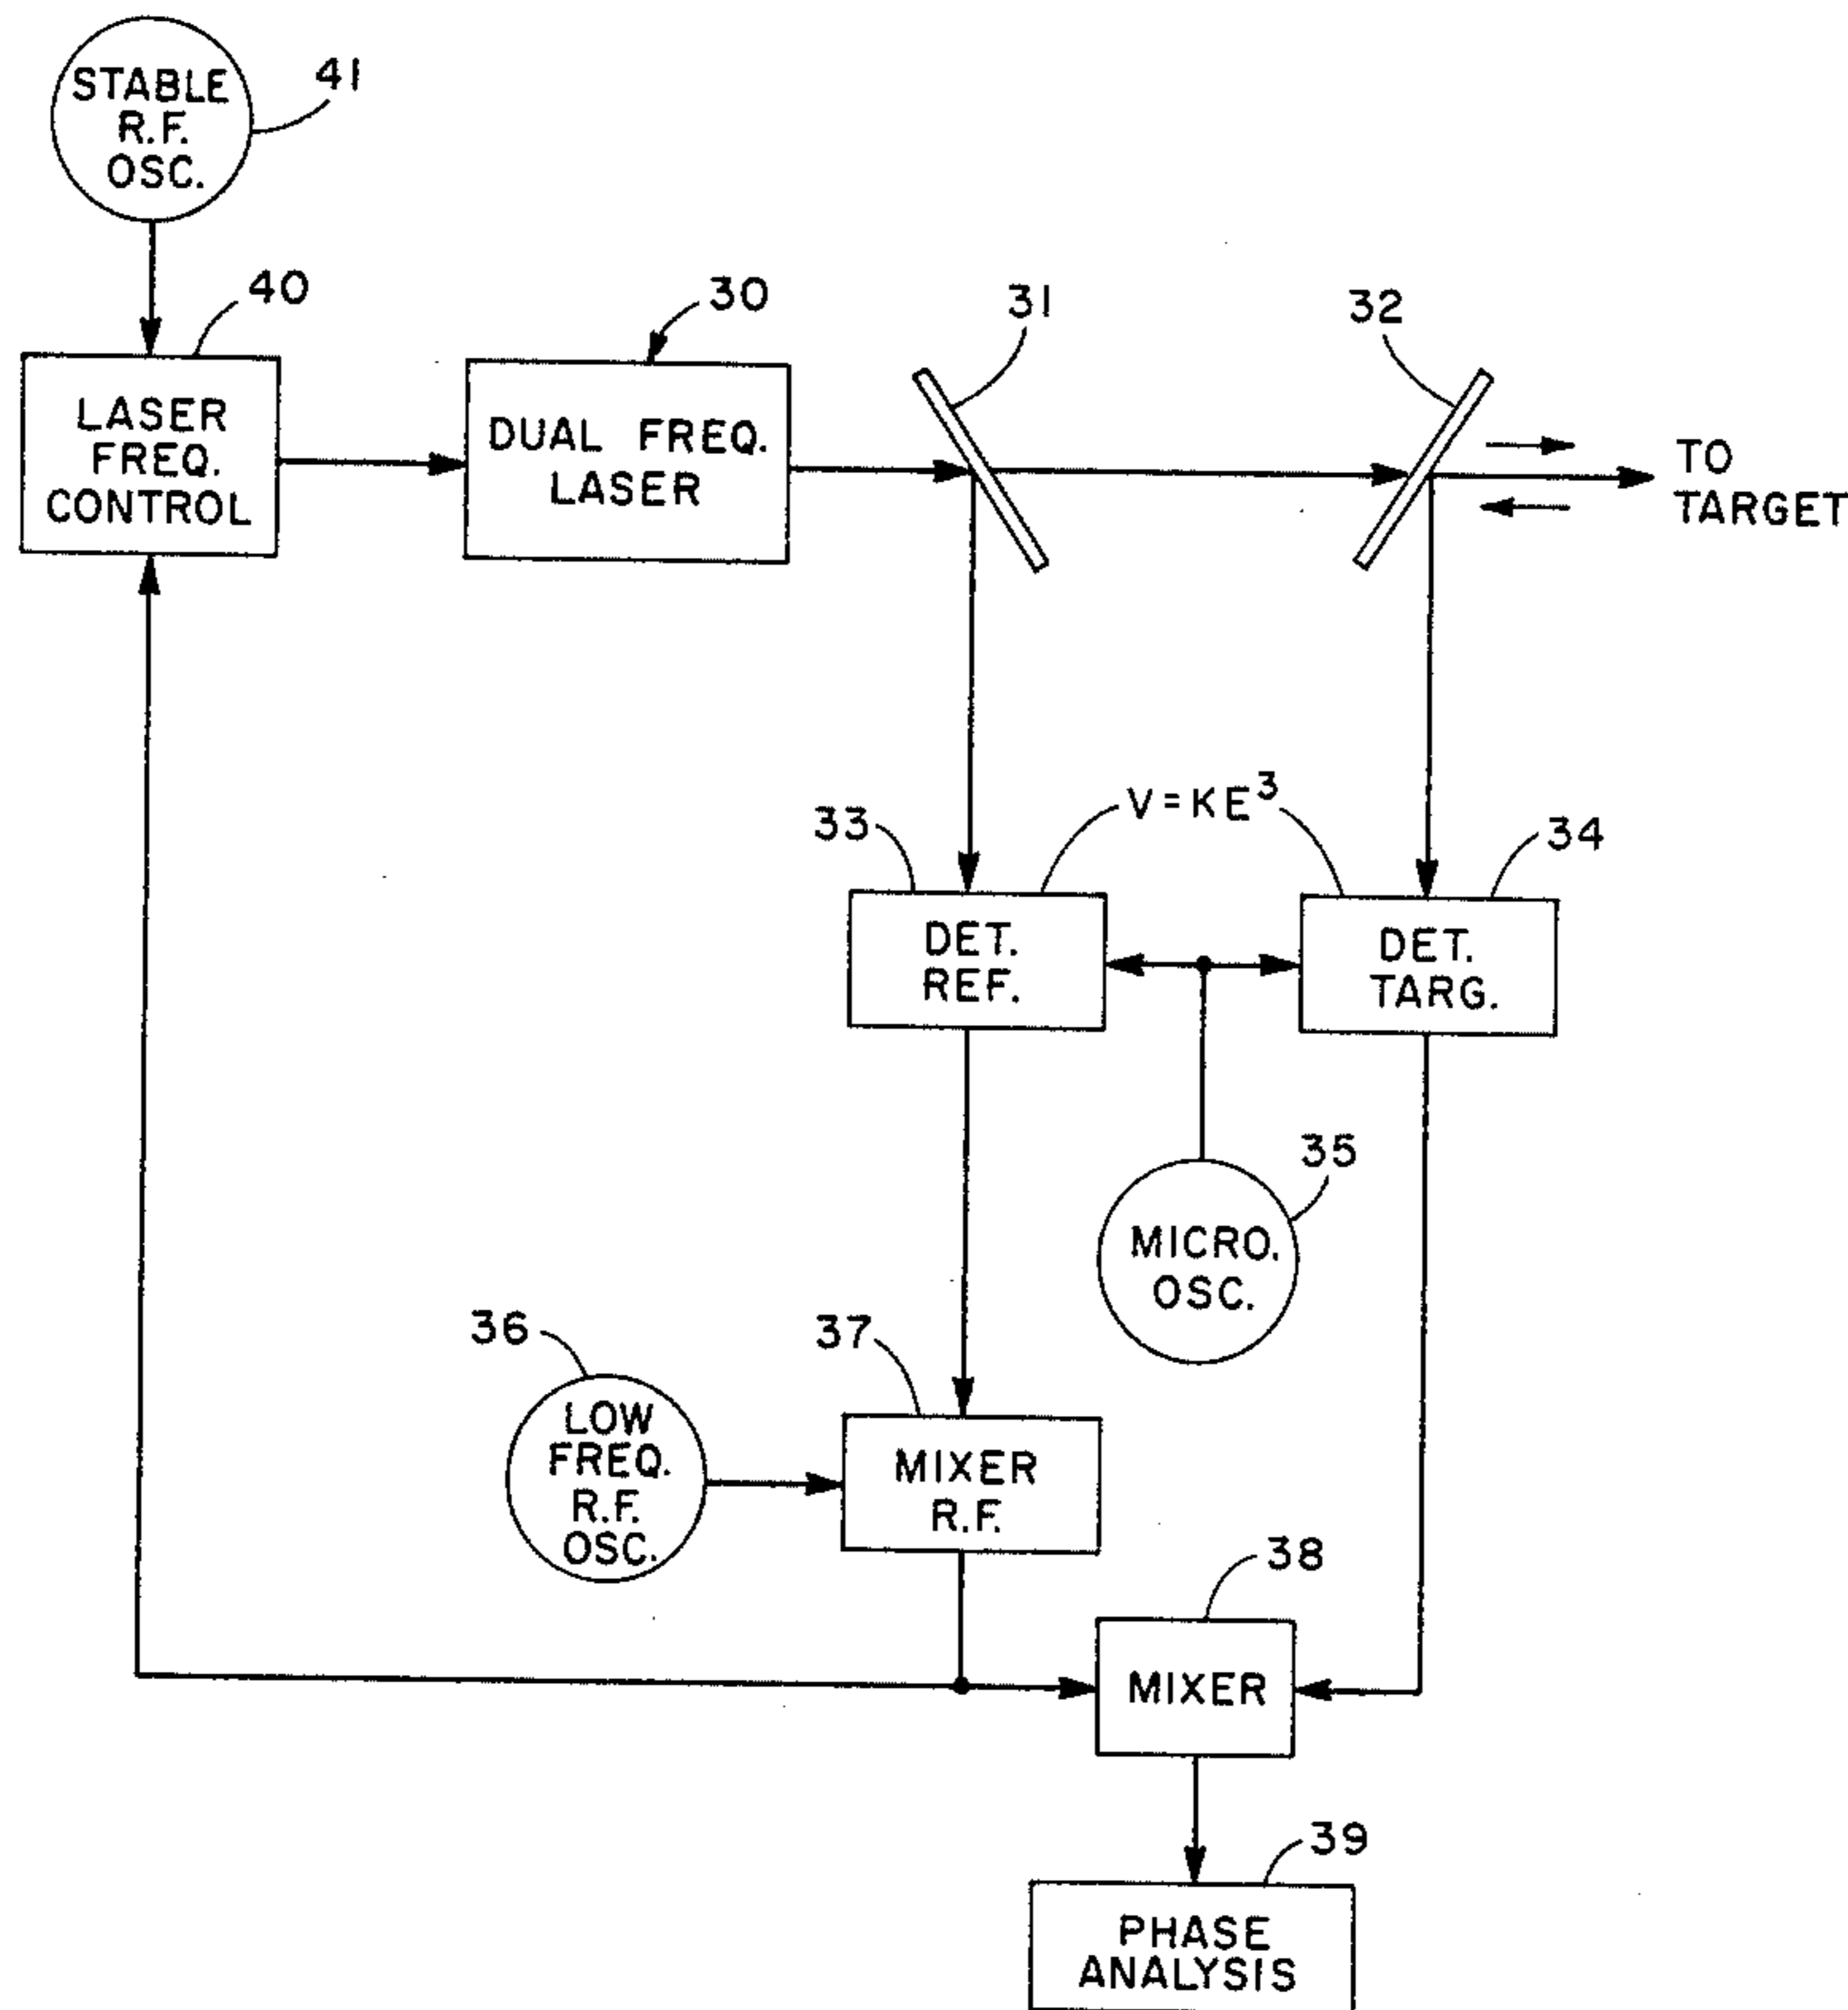 STABLE
R.F.
OSC.
41
40
30
31
32
LASER
FREQ.
CONTROL
DUAL FREQ.
LASER
TO
TARGET
V=KE³
33
34
DET.
REF.
DET.
TARG.
35
MICRO.
OSC.
36
37
LOW
FREQ.
R.F.
OSC.
MIXER
R.F.
38
MIXER
39
PHASE
ANALYSIS